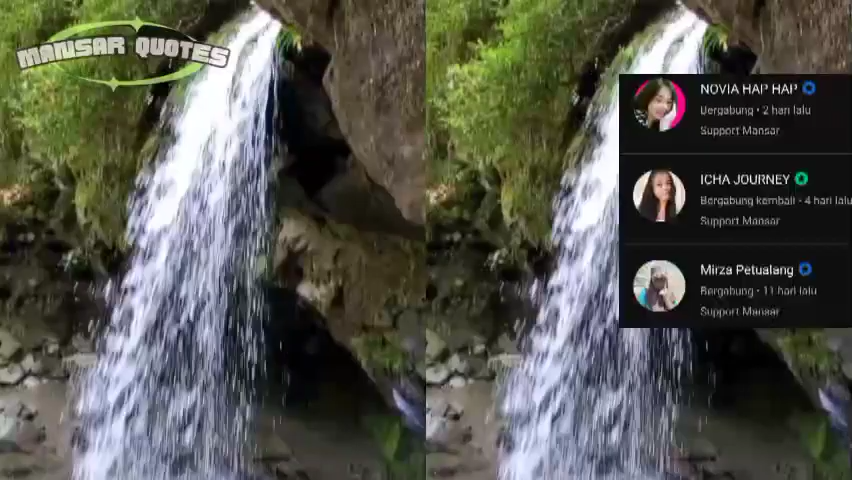 MANSAR QUOTES
NOVIA HAP HAP
Bergabung • 2 hari lalu
Support Mansar
ICHA JOURNEY
Bergabung kembali • 4 hari lalu
Support Mansar
Mirza Petualang
Bergabung • 11 hari lalu
Support Mansar